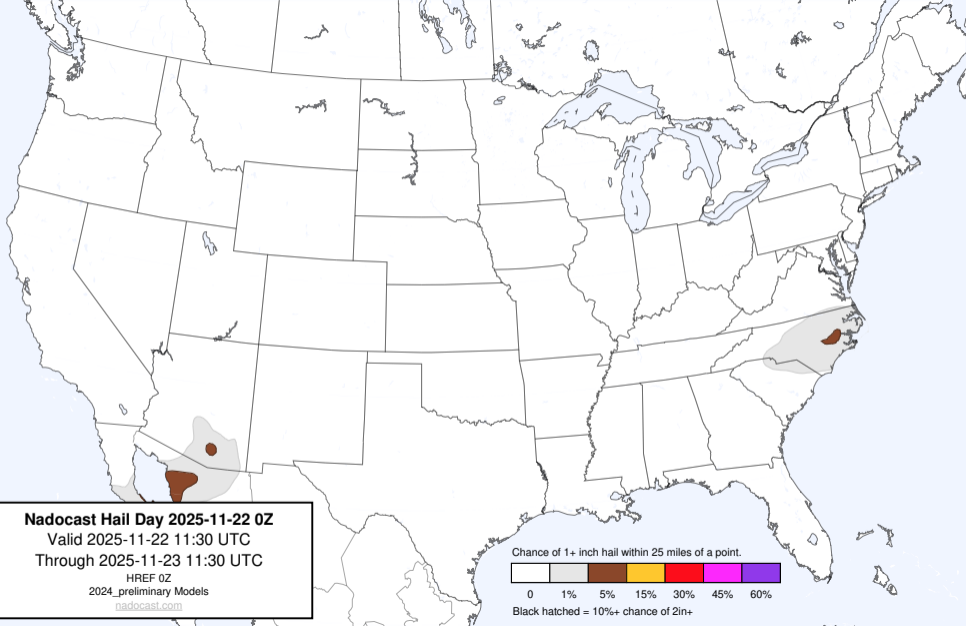 Nadocast Hail Day 2025-11-22 0Z
Valid 2025-11-22 11:30 UTC
Through 2025-11-23 11:30 UTC
HREF 0Z
2024_preliminary Models
nadocast.com
Chance of 1+ inch hail within 25 miles of a point.
0 1% 5% 15% 30% 45% 60%
Black hatched = 10%+ chance of 2in+